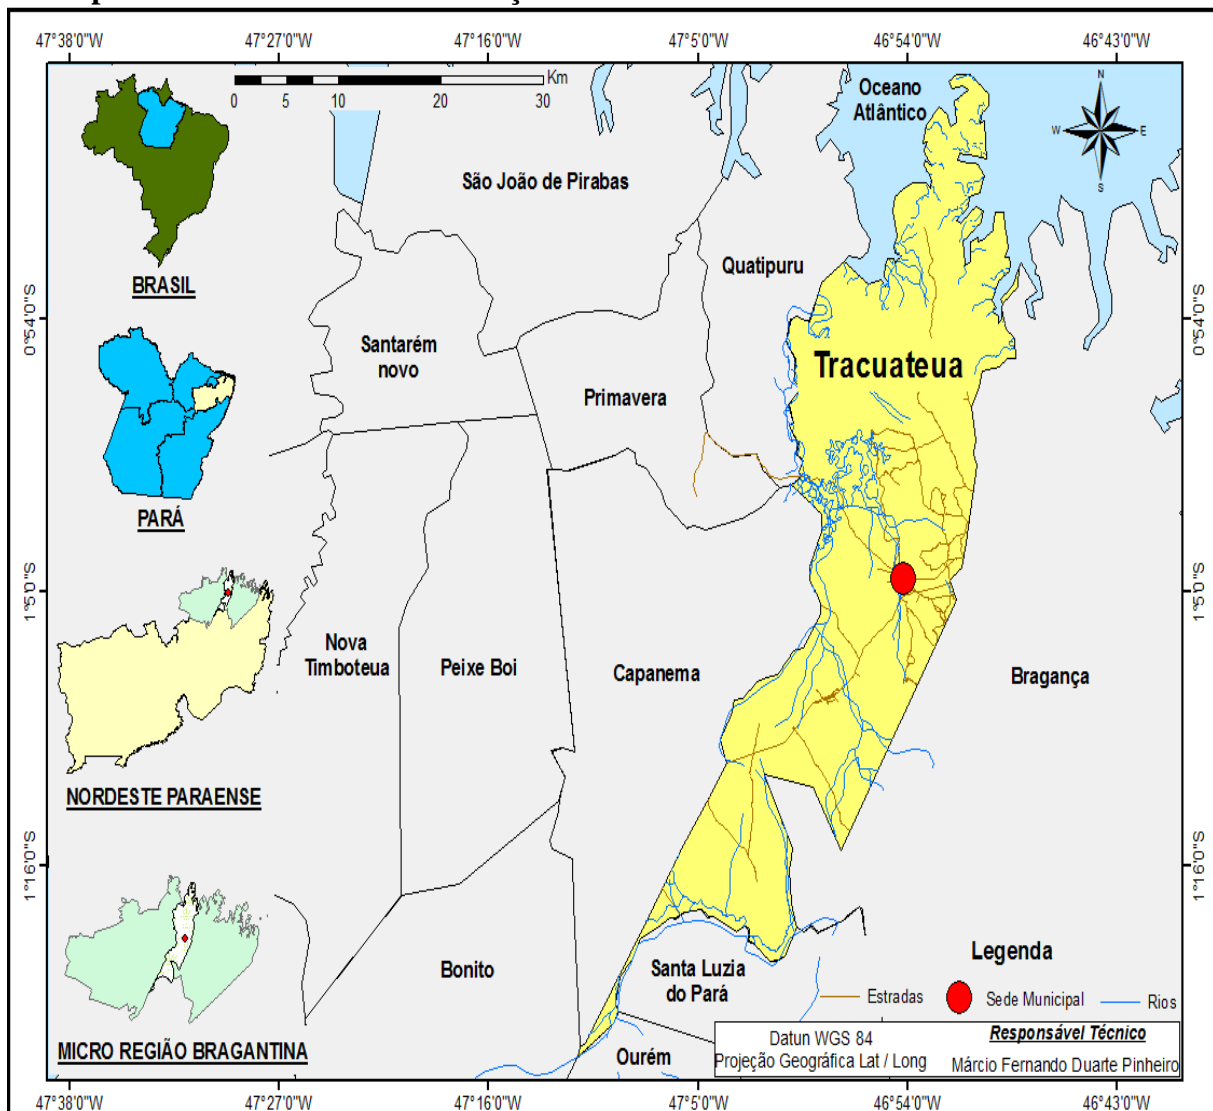 47°38'0"W 47°27'0"W 47°16'0"W 47°5'0"W 46°54'0"W 46°43'0"W
Km
0 5 10 20 30
Oceano
Atlântico
N
W E
S
São João de Pirabas
Quatipuru
BRASIL
0°54'0"S
0°54'0"S
Santarém
novo
Tracuateua
Primavera
PARÁ
1°5'0"S
1°5'0"S
Nova
Timboteua
Peixe Boi
Capanema
Bragança
NORDESTE PARAENSE
1°16'0"S
1°16'0"S
Legenda
Bonito
Santa Luzia
do Pará
Estradas
Sede Municipal
Rios
MICRO REGIÃO BRAGANTINA
Ourém
Datun WGS 84
Projeção Geográfica Lat / Long
Responsável Técnico
Márcio Fernando Duarte Pinheiro
47°38'0"W 47°27'0"W 47°16'0"W 47°5'0"W 46°54'0"W 46°43'0"W